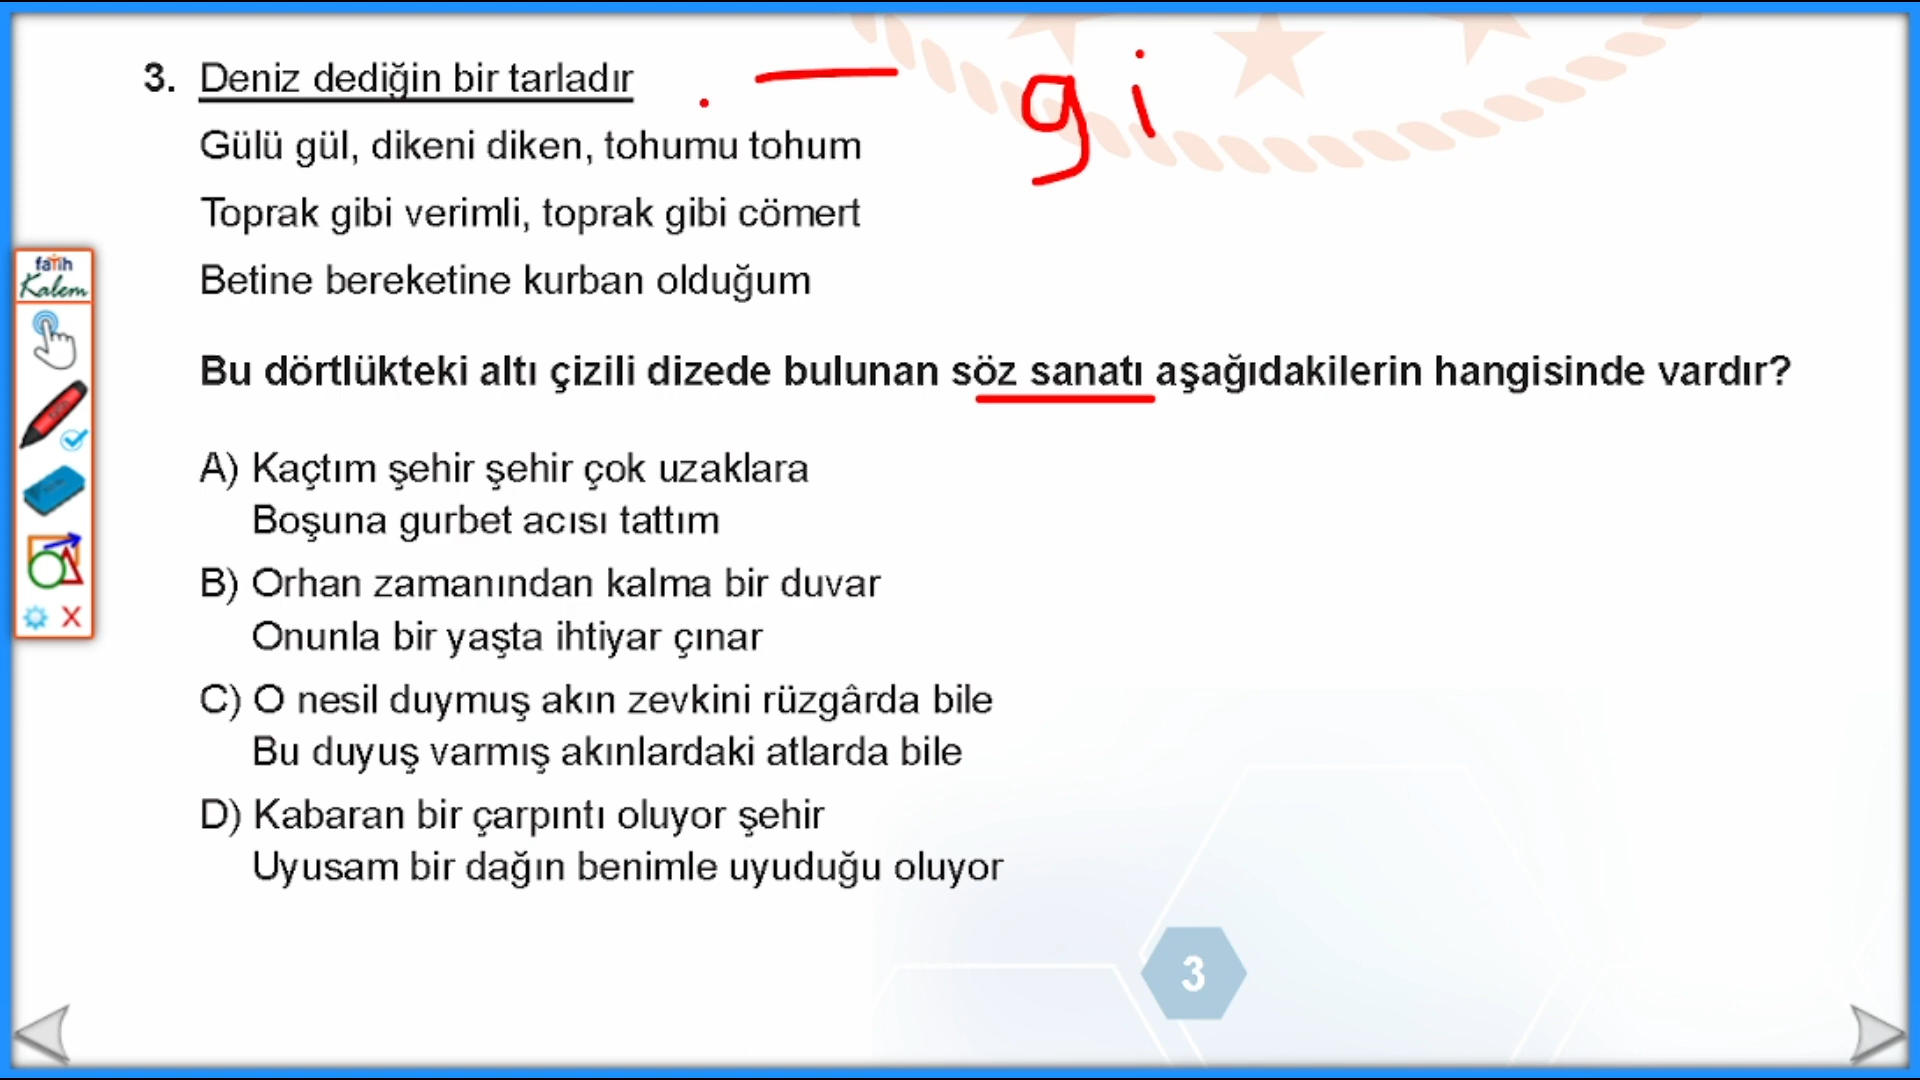 3. Deniz dediğin bir tarladır
gi
Gülü gül, dikeni diken, tohumu tohum
Toprak gibi verimli, toprak gibi cömert
Betine bereketine kurban olduğum
Bu dörtlükteki altı çizili dizede bulunan söz sanatı aşağıdakilerin hangisinde vardır?
A) Kaçtım şehir şehir çok uzaklara
Boşuna gurbet acısı tattım
B) Orhan zamanından kalma bir duvar
Onunla bir yaşta ihtiyar çınar
C) O nesil duymuş akın zevkini rüzgârda bile
Bu duyuş varmış akınlardaki atlarda bile
D) Kabaran bir çarpıntı oluyor şehir
Uyusam bir dağın benimle uyuduğu oluyor
3
fatih
Kalem